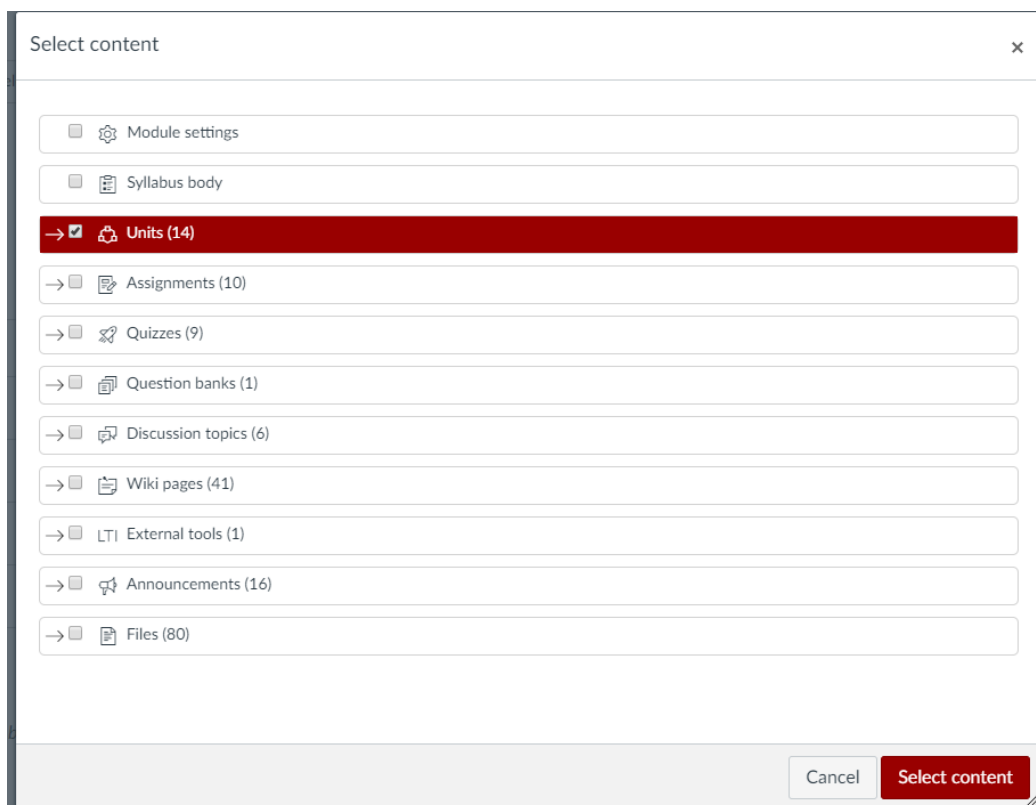 Select content
×
Module settings
Syllabus body
Units (14)
Assignments (10)
Quizzes (9)
Question banks (1)
Discussion topics (6)
Wiki pages (41)
LTI External tools (1)
Announcements (16)
Files (80)
Cancel Select content